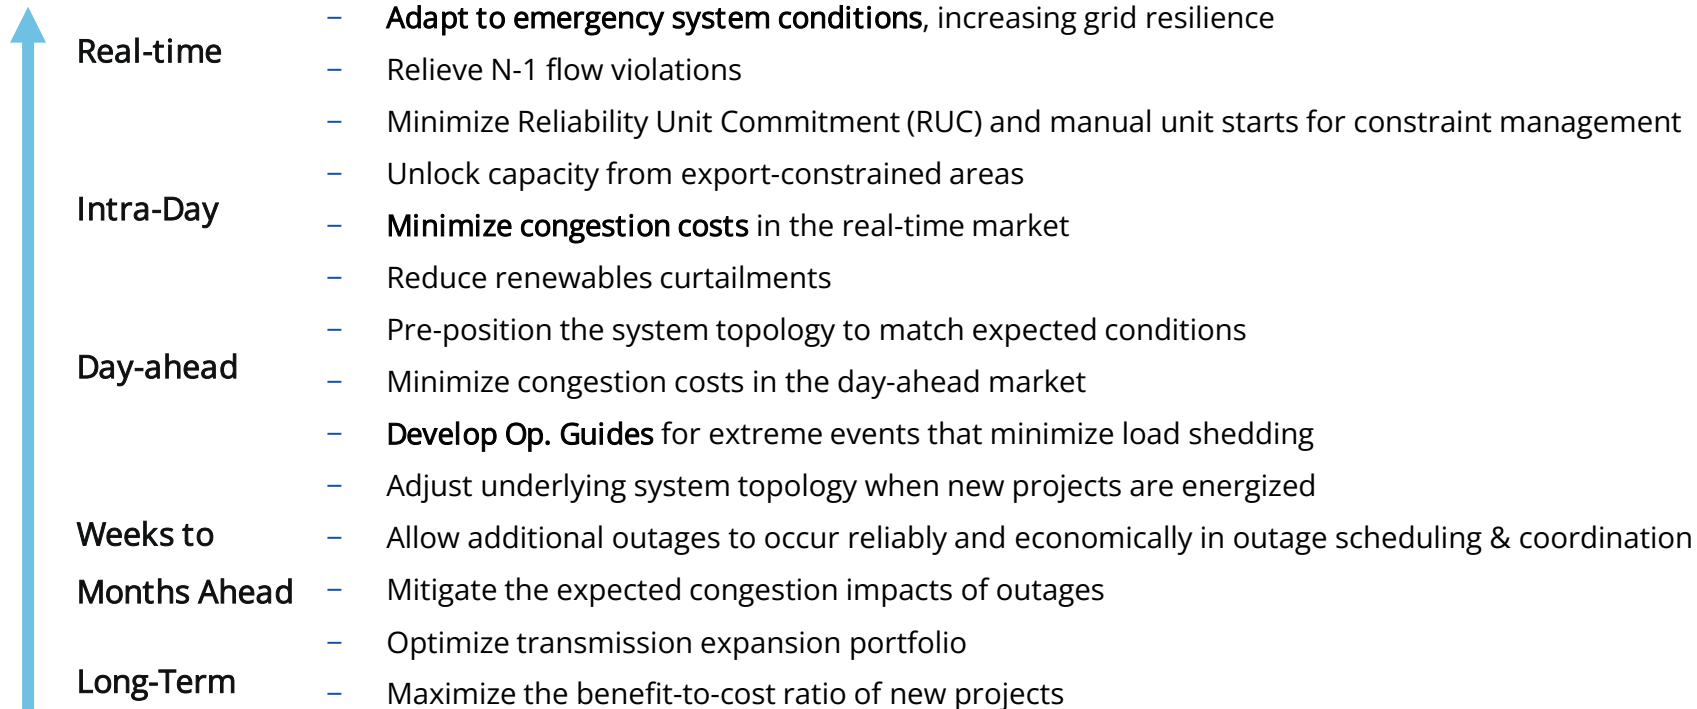 – Adapt to emergency system conditions, increasing grid resilience
Real-time
– Relieve N-1 flow violations
– Minimize Reliability Unit Commitment (RUC) and manual unit starts for constraint management
– Unlock capacity from export-constrained areas
Intra-Day
– Minimize congestion costs in the real-time market
– Reduce renewables curtailments
– Pre-position the system topology to match expected conditions
Day-ahead
– Minimize congestion costs in the day-ahead market
– Develop Op. Guides for extreme events that minimize load shedding
– Adjust underlying system topology when new projects are energized
Weeks to
– Allow additional outages to occur reliably and economically in outage scheduling & coordination
Months Ahead
– Mitigate the expected congestion impacts of outages
– Optimize transmission expansion portfolio
Long-Term
– Maximize the benefit-to-cost ratio of new projects